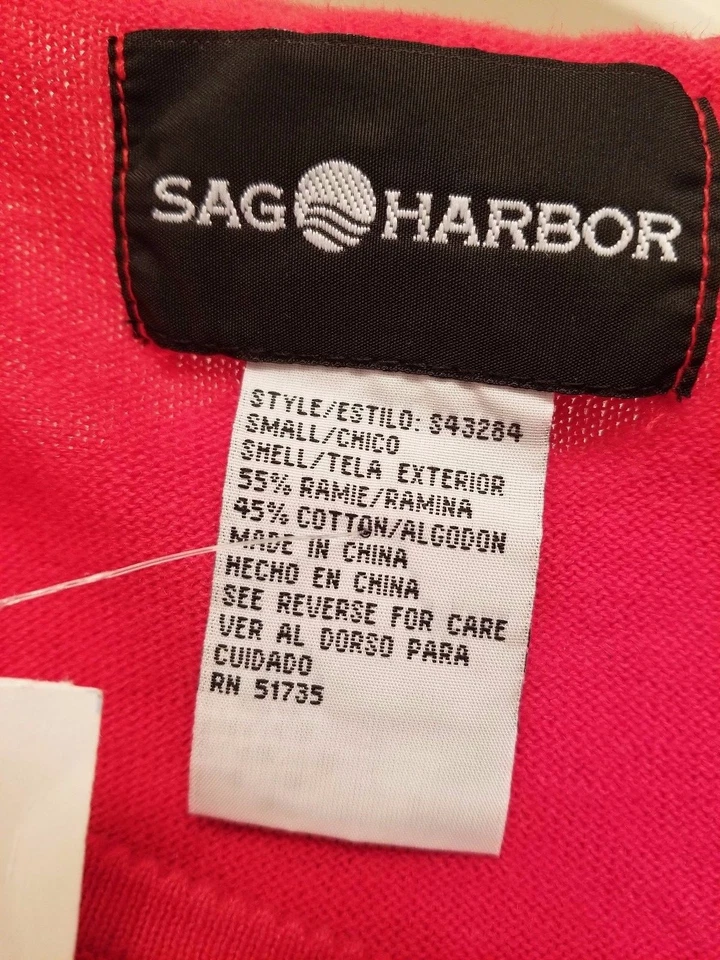 SAG HARBOR
STYLE/ESTILO: S43284
SMALL/CHICO
SHELL/TELA EXTERIOR
55% RAMIE/RAMINA
45% COTTON/ALGODON
MADE IN CHINA
HECHO EN CHINA
SEE REVERSE FOR CARE
VER AL DORSO PARA
CUIDADO
RN 51735